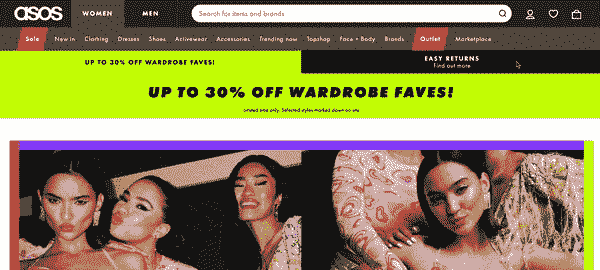 asos
WOMEN
MEN
Search for items and brands
Sale
New in
Clothing
Dresses
Shoes
Activewear
Accessories
Trending now
Topshop
Face + Body
Brands
Outlet
Marketplace
UP TO 30% OFF WARDROBE FAVES!
EASY RETURNS
Find out more
UP TO 30% OFF WARDROBE FAVES!
Limited time only. Selected styles marked down on site